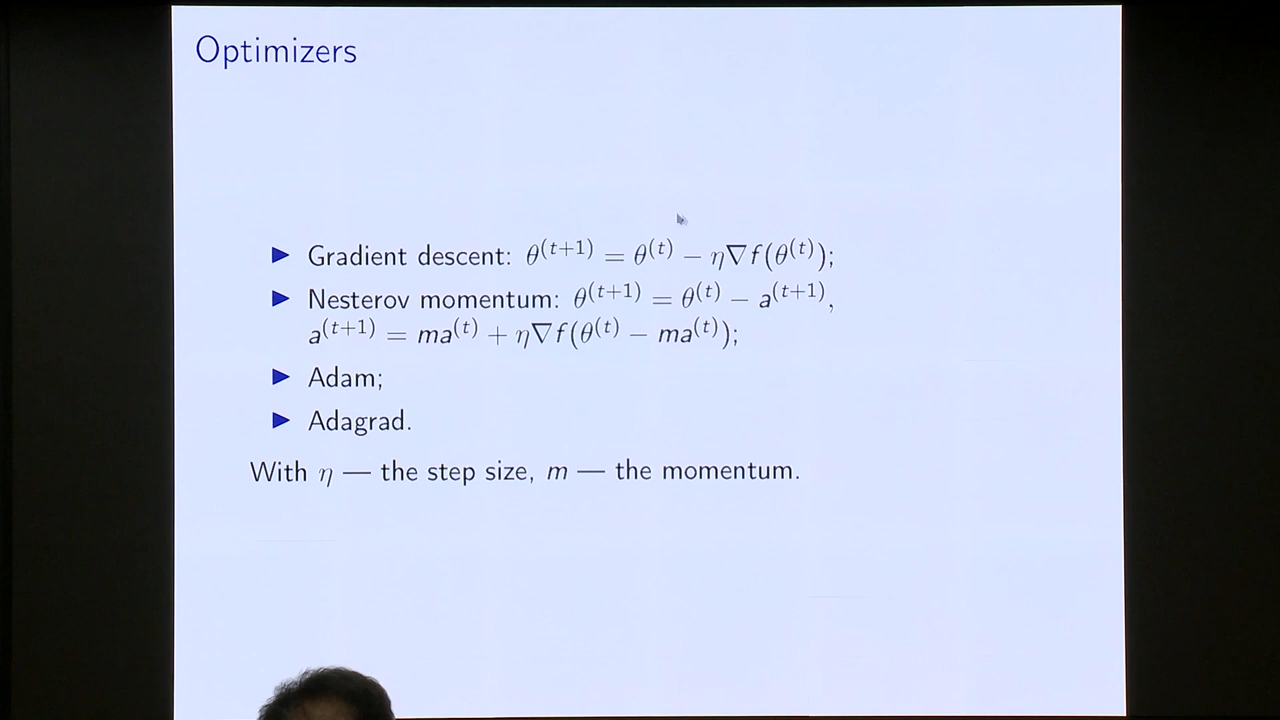 Optimizers
▶ Gradient descent: θ^(t+1) = θ^(t) − η∇f(θ^(t));
▶ Nesterov momentum: θ^(t+1) = θ^(t) − a^(t+1),
a^(t+1) = ma^(t) + η∇f(θ^(t) − ma^(t));
▶ Adam;
▶ Adagrad.
With η — the step size, m — the momentum.